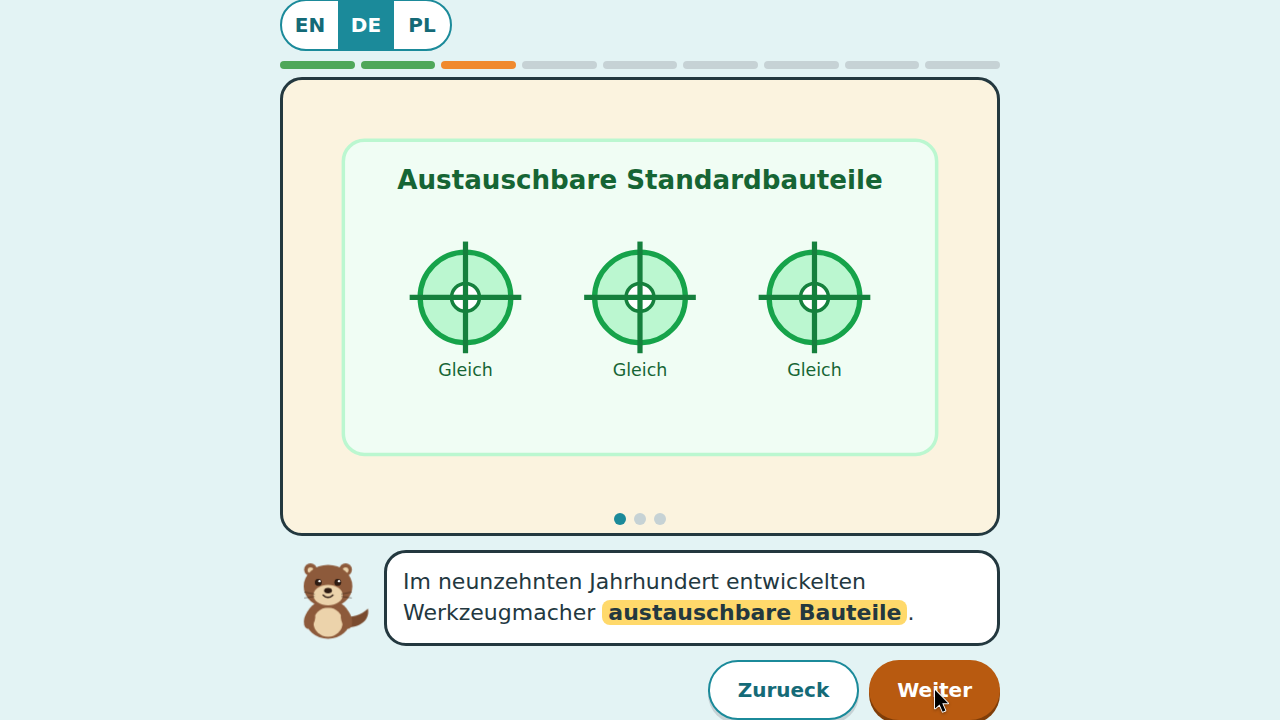 EN DE PL
Austauschbare Standardbauteile
Gleich Gleich Gleich
Im neunzehnten Jahrhundert entwickelten
Werkzeugmacher austauschbare Bauteile.
Zurueck Weiter